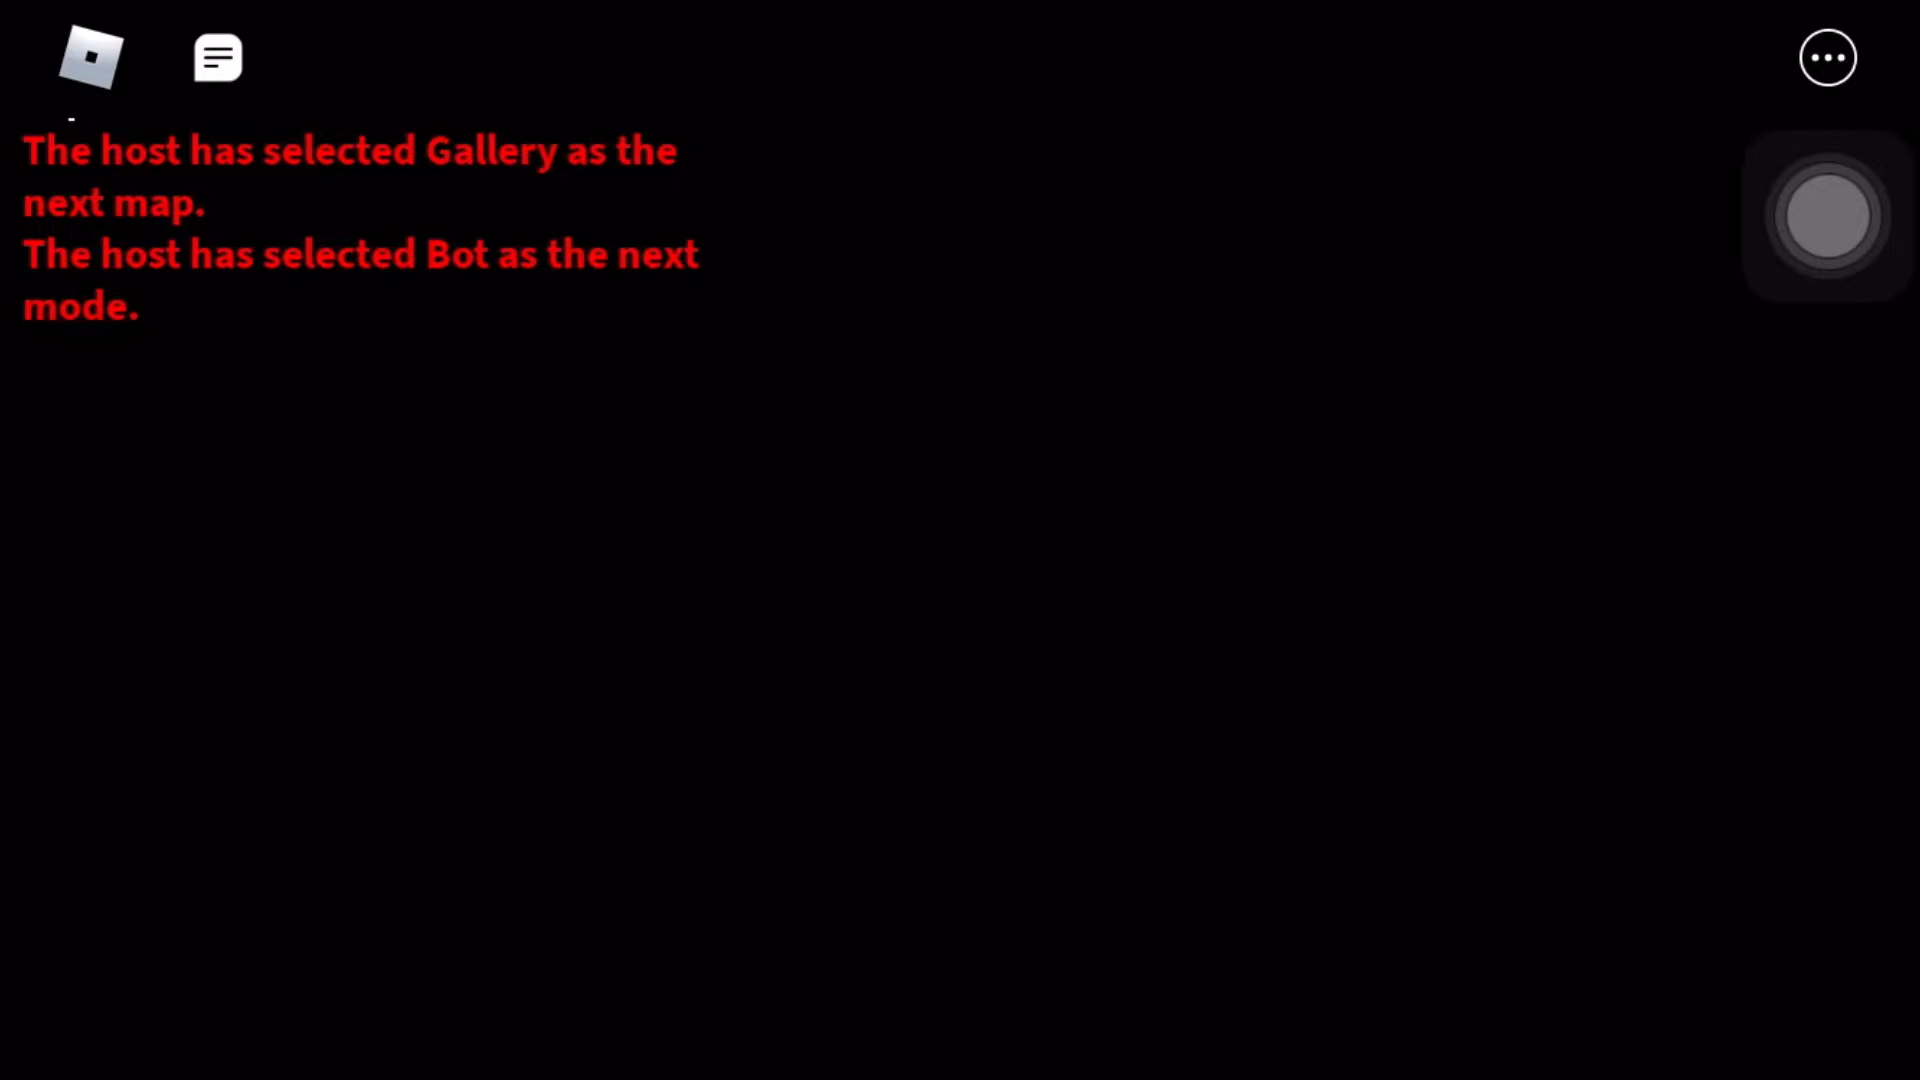 The host has selected Gallery as the
next map.
The host has selected Bot as the next
mode.